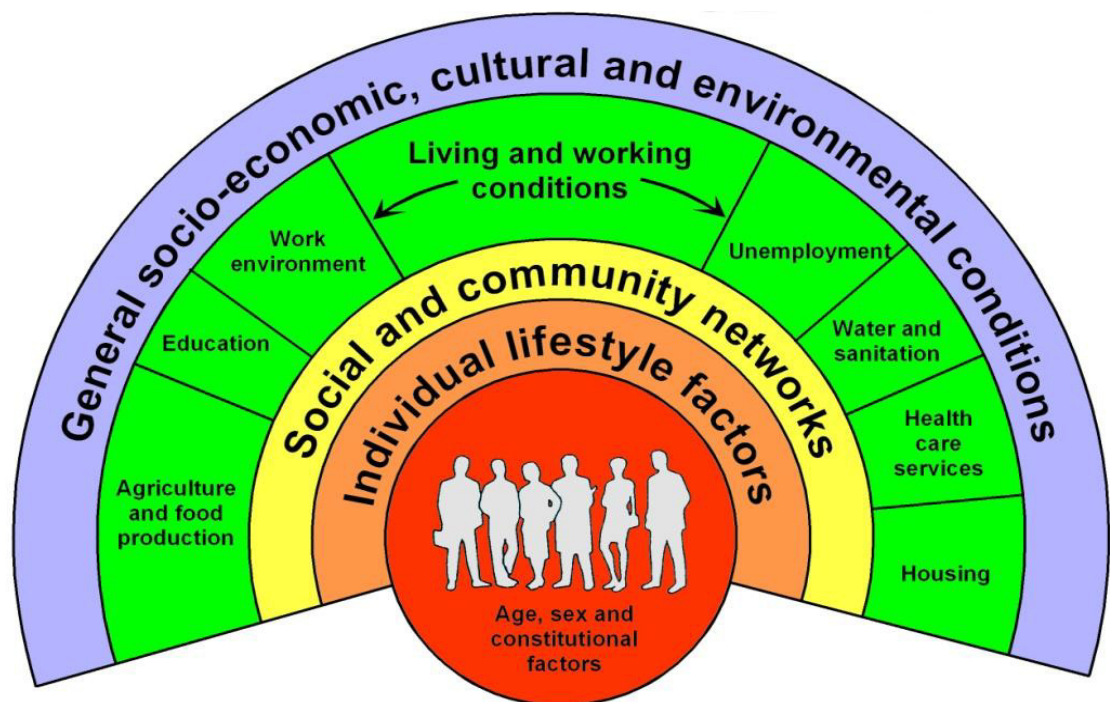 General socio-economic, cultural and environmental conditions
Living and working
conditions
Agriculture
and food
production
Education
Work
environment
Unemployment
Water and
sanitation
Health
care
services
Housing
Social and community networks
Individual lifestyle factors
Age, sex and
constitutional
factors